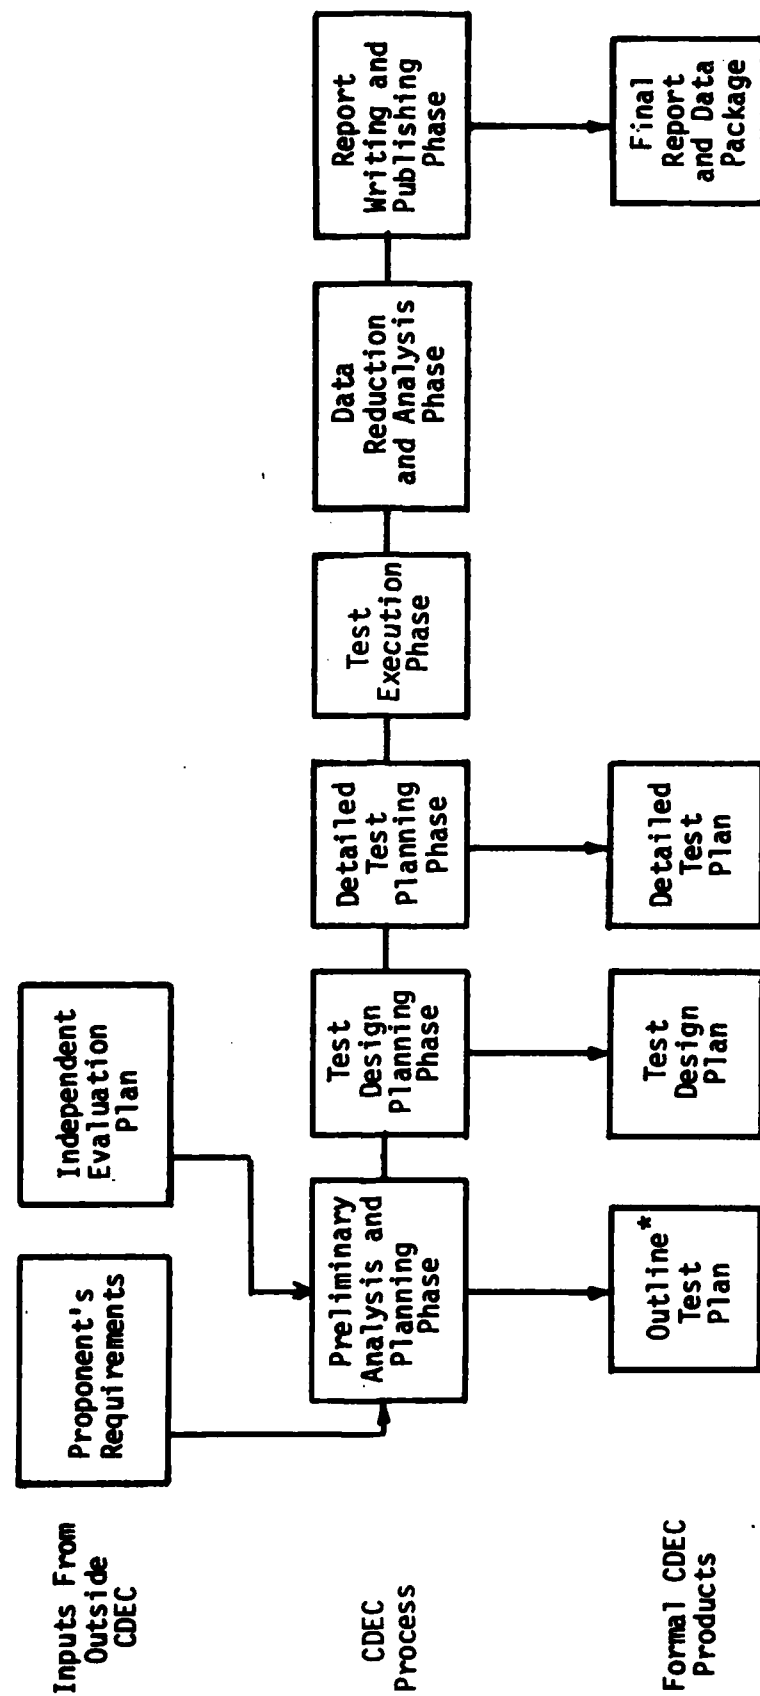 Inputs From
Outside
CDEC
Proponent's
Requirements
Independent
Evaluation
Plan
CDEC
Process
Preliminary
Analysis and
Planning
Phase
Test
Design
Planning
Phase
Detailed
Test
Planning
Phase
Test
Execution
Phase
Data
Reduction
and Analysis
Phase
Report
Writing and
Publishing
Phase
Formal CDEC
Products
Outline*
Test
Plan
Test
Design
Plan
Detailed
Test
Plan
Final
Report
and Data
Package